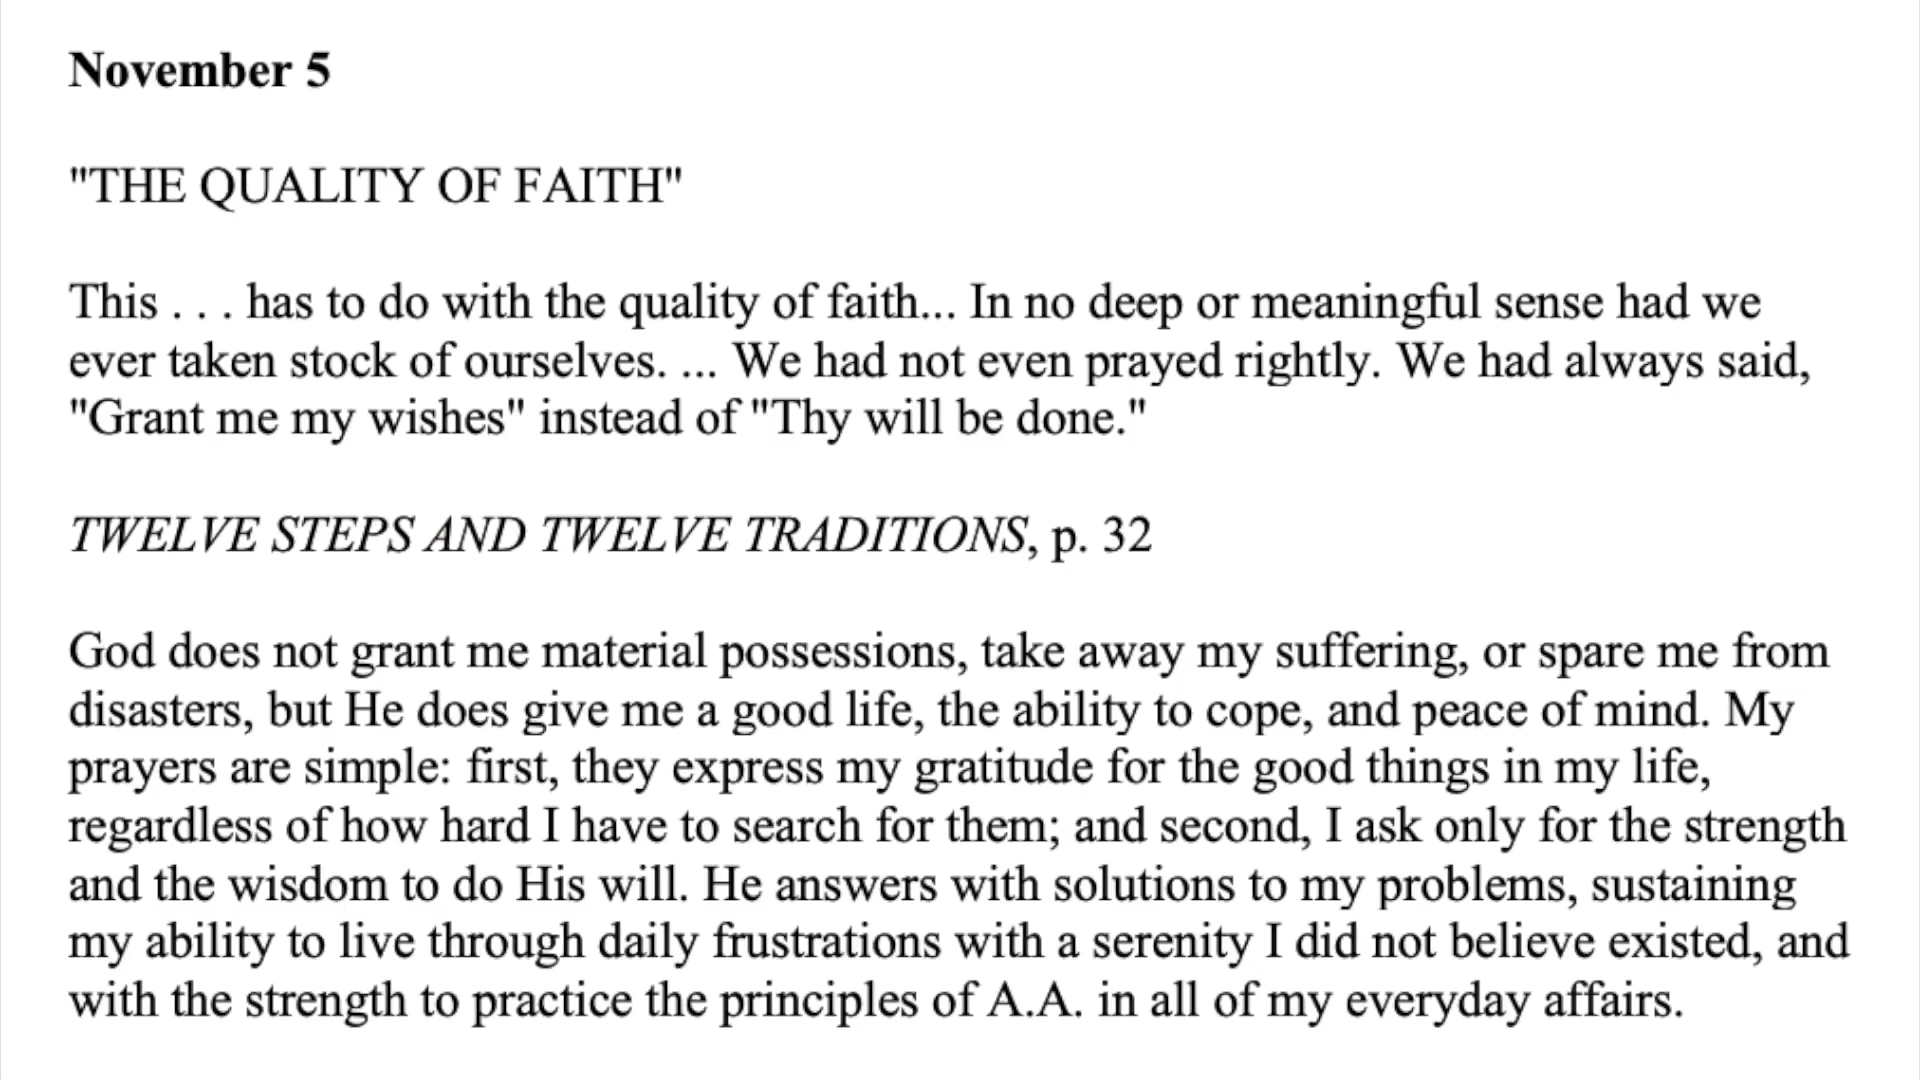 November 5
"THE QUALITY OF FAITH"
This . . . has to do with the quality of faith... In no deep or meaningful sense had we
ever taken stock of ourselves. ... We had not even prayed rightly. We had always said,
"Grant me my wishes" instead of "Thy will be done."
TWELVE STEPS AND TWELVE TRADITIONS, p. 32
God does not grant me material possessions, take away my suffering, or spare me from
disasters, but He does give me a good life, the ability to cope, and peace of mind. My
prayers are simple: first, they express my gratitude for the good things in my life,
regardless of how hard I have to search for them; and second, I ask only for the strength
and the wisdom to do His will. He answers with solutions to my problems, sustaining
my ability to live through daily frustrations with a serenity I did not believe existed, and
with the strength to practice the principles of A.A. in all of my everyday affairs.